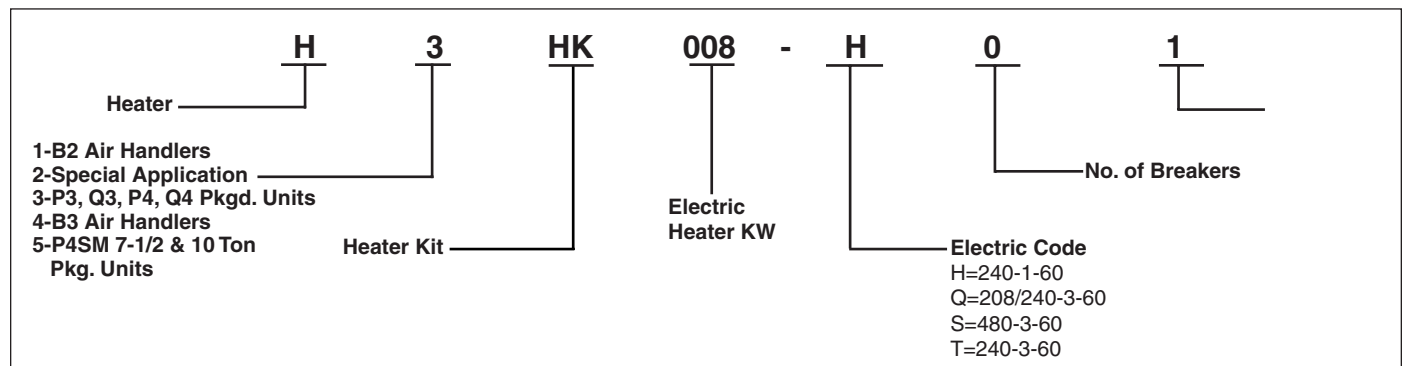 H 3 HK 008 - H 0 1
Heater
1-B2 Air Handlers
2-Special Application
3-P3, Q3, P4, Q4 Pkgd. Units
4-B3 Air Handlers
5-P4SM 7-1/2 & 10 Ton
Pkg. Units
Heater Kit
Electric
Heater KW
No. of Breakers
Electric Code
H=240-1-60
Q=208/240-3-60
S=480-3-60
T=240-3-60